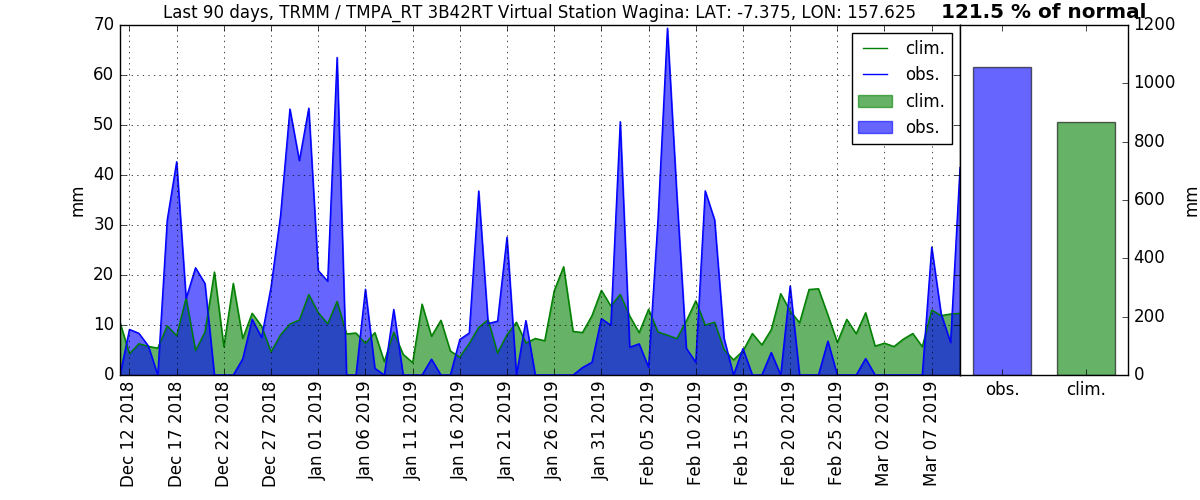 Last 90 days, TRMM / TMPA_RT 3B42RT Virtual Station Wagina: LAT: -7.375, LON: 157.625
121.5 % of normal
70
60
50
40
30
20
10
0
mm
clim.
obs.
clim.
obs.
1200
1000
800
600
400
200
0
mm
Dec 12 2018
Dec 17 2018
Dec 22 2018
Dec 27 2018
Jan 01 2019
Jan 06 2019
Jan 11 2019
Jan 16 2019
Jan 21 2019
Jan 26 2019
Jan 31 2019
Feb 05 2019
Feb 10 2019
Feb 15 2019
Feb 20 2019
Feb 25 2019
Mar 02 2019
Mar 07 2019
obs.
clim.